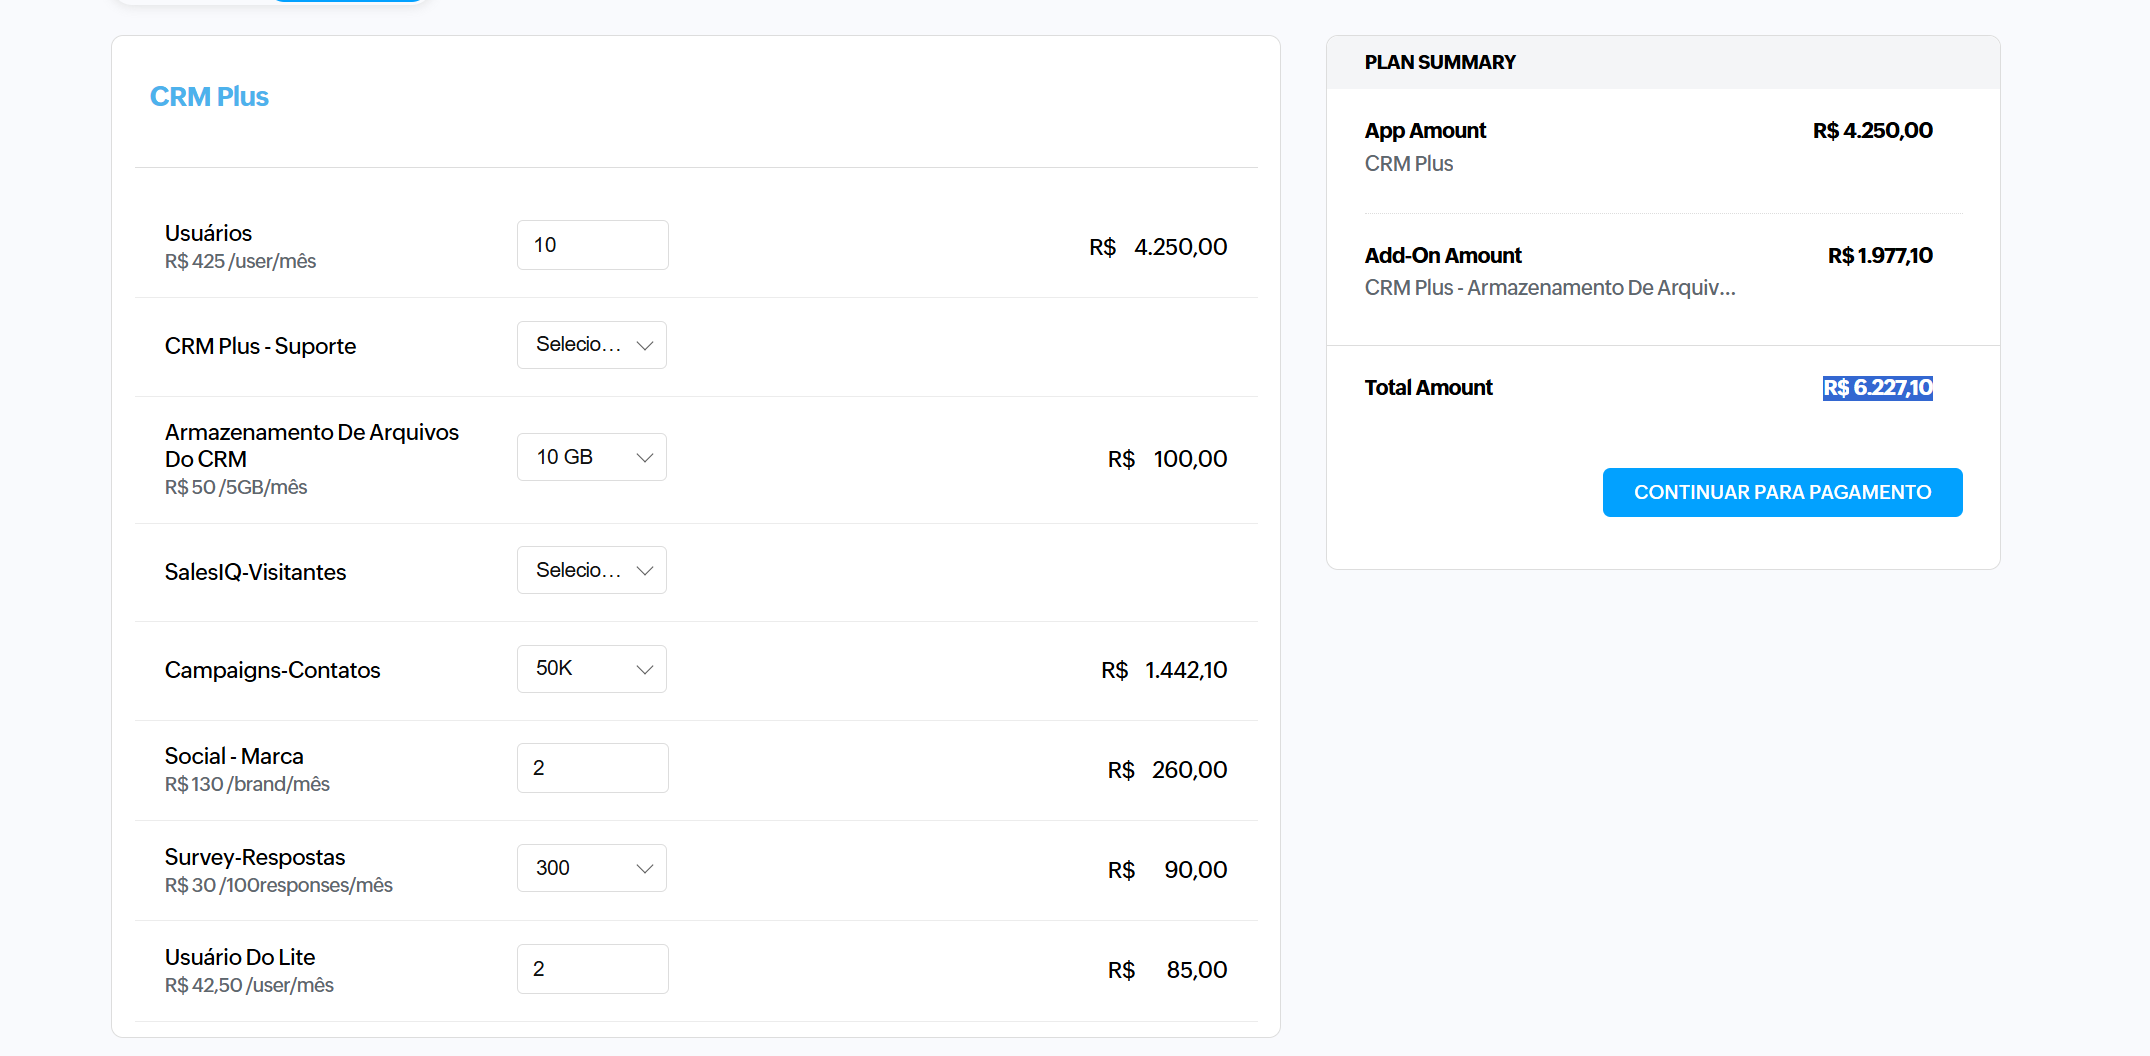 CRM Plus
Usuários
R$ 425 /user/mês
10
R$ 4.250,00
CRM Plus - Suporte
Selecio...
Armazenamento De Arquivos
Do CRM
R$ 50 /5GB/mês
10 GB
R$ 100,00
SalesIQ-Visitantes
Selecio...
Campaigns-Contatos
50K
R$ 1.442,10
Social - Marca
R$ 130 /brand/mês
2
R$ 260,00
Survey-Respostas
R$ 30 /100responses/mês
300
R$ 90,00
Usuário Do Lite
R$ 42,50 /user/mês
2
R$ 85,00
PLAN SUMMARY
App Amount R$ 4.250,00
CRM Plus
Add-On Amount R$ 1.977,10
CRM Plus - Armazenamento De Arquiv...
Total Amount R$ 6.227,10
CONTINUAR PARA PAGAMENTO